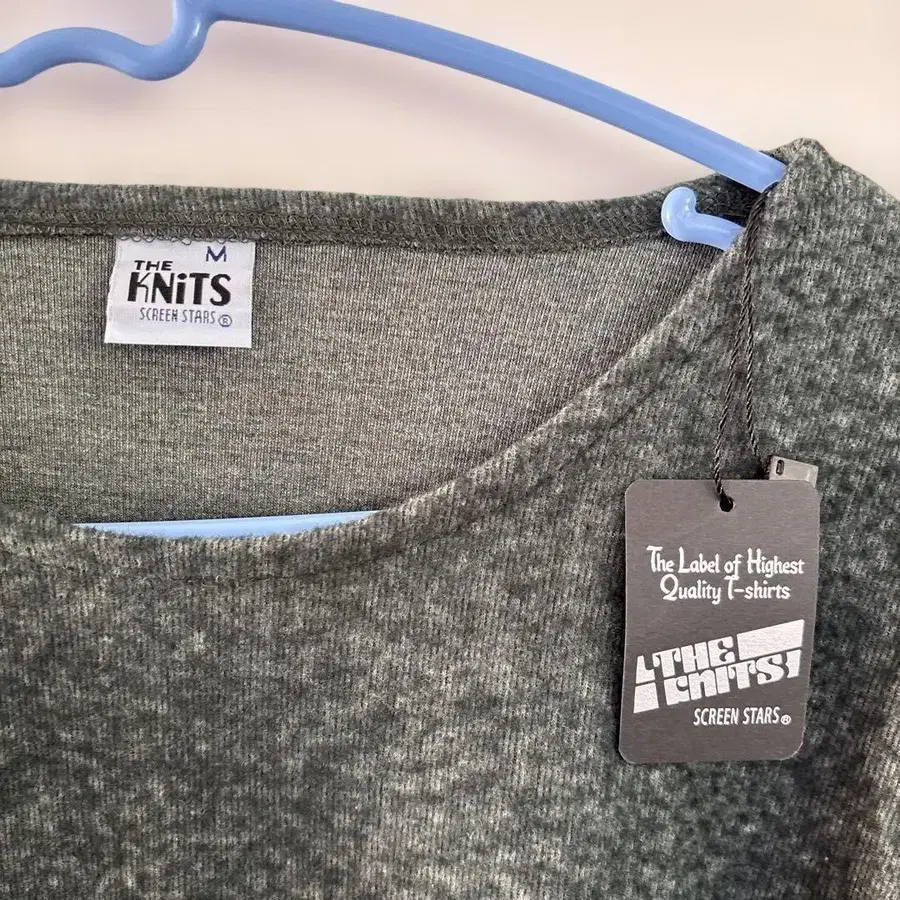 M
THE
KNiTS
SCREEN STARS®
The Label of Highest
Quality T-shirts
THE
KNITS
SCREEN STARS®